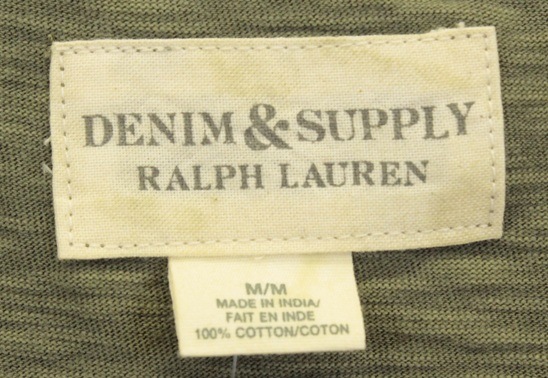 DENIM & SUPPLY
RALPH LAUREN
M/M
MADE IN INDIA/
FAIT EN INDE
100% COTTON/COTON